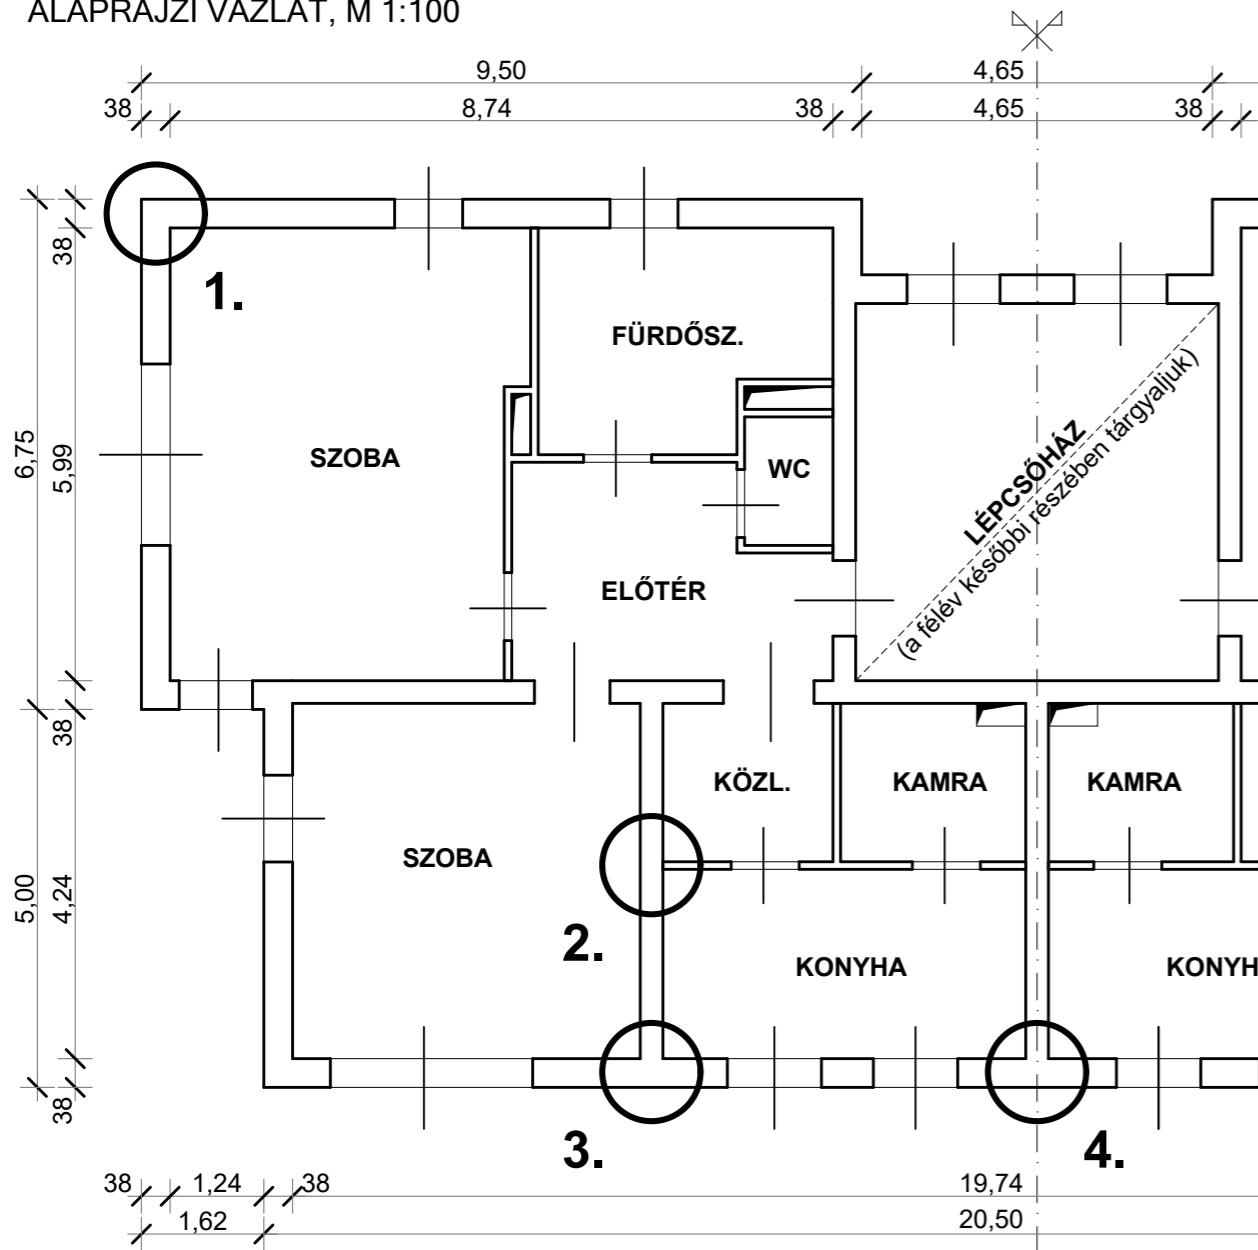 ALAPRAJZI VÁZLAT, M 1:100
9,50
4,65
38
8,74
38
4,65
38
38
1.
FÜRDŐSZ.
6,75
5,99
SZOBA
WC
LÉPCSŐHÁZ
(a félév későbbi részében tárgyaljuk)
ELŐTÉR
38
KÖZL.
KAMRA
KAMRA
SZOBA
5,00
4,24
2.
KONYHA
KONYH
38
3.
4.
38
1,24
38
19,74
1,62
20,50